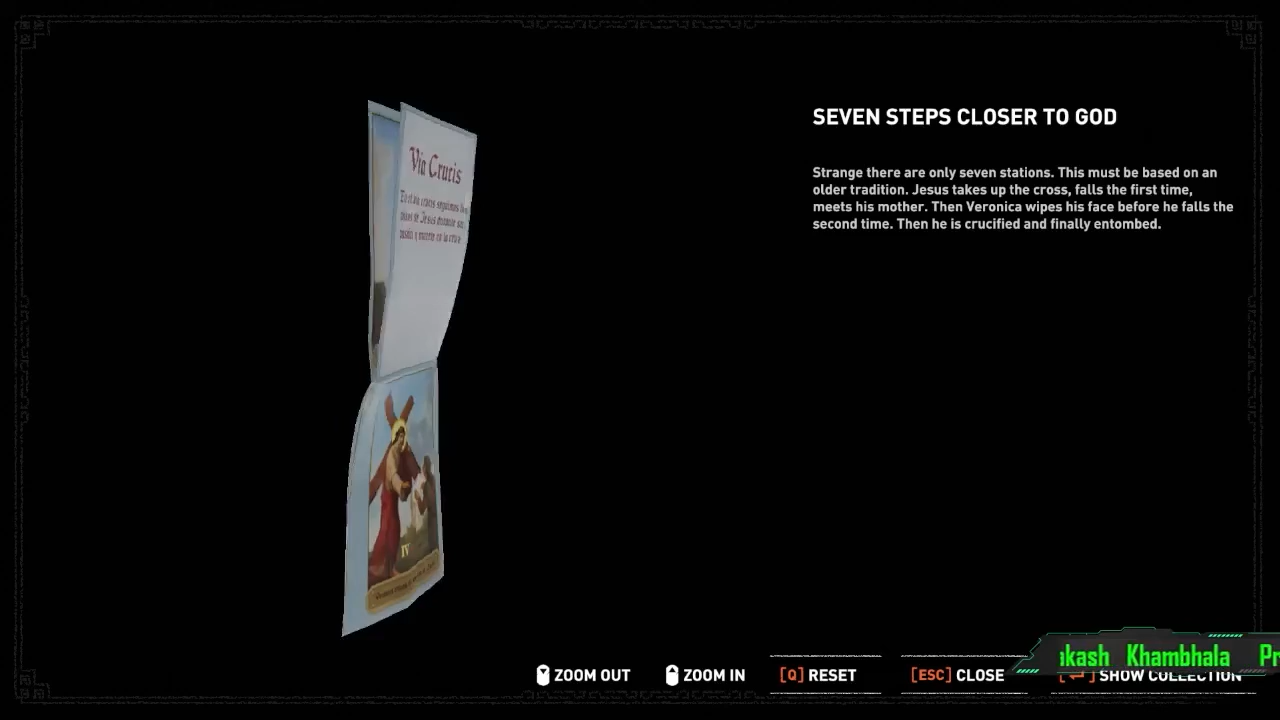 SEVEN STEPS CLOSER TO GOD
Strange there are only seven stations. This must be based on an
older tradition. Jesus takes up the cross, falls the first time,
meets his mother. Then Veronica wipes his face before he falls the
second time. Then he is crucified and finally entombed.
Via Crucis
IV
ZOOM OUT
ZOOM IN
[Q] RESET
[ESC] CLOSE
SHOW COLLECTION
Khambhala